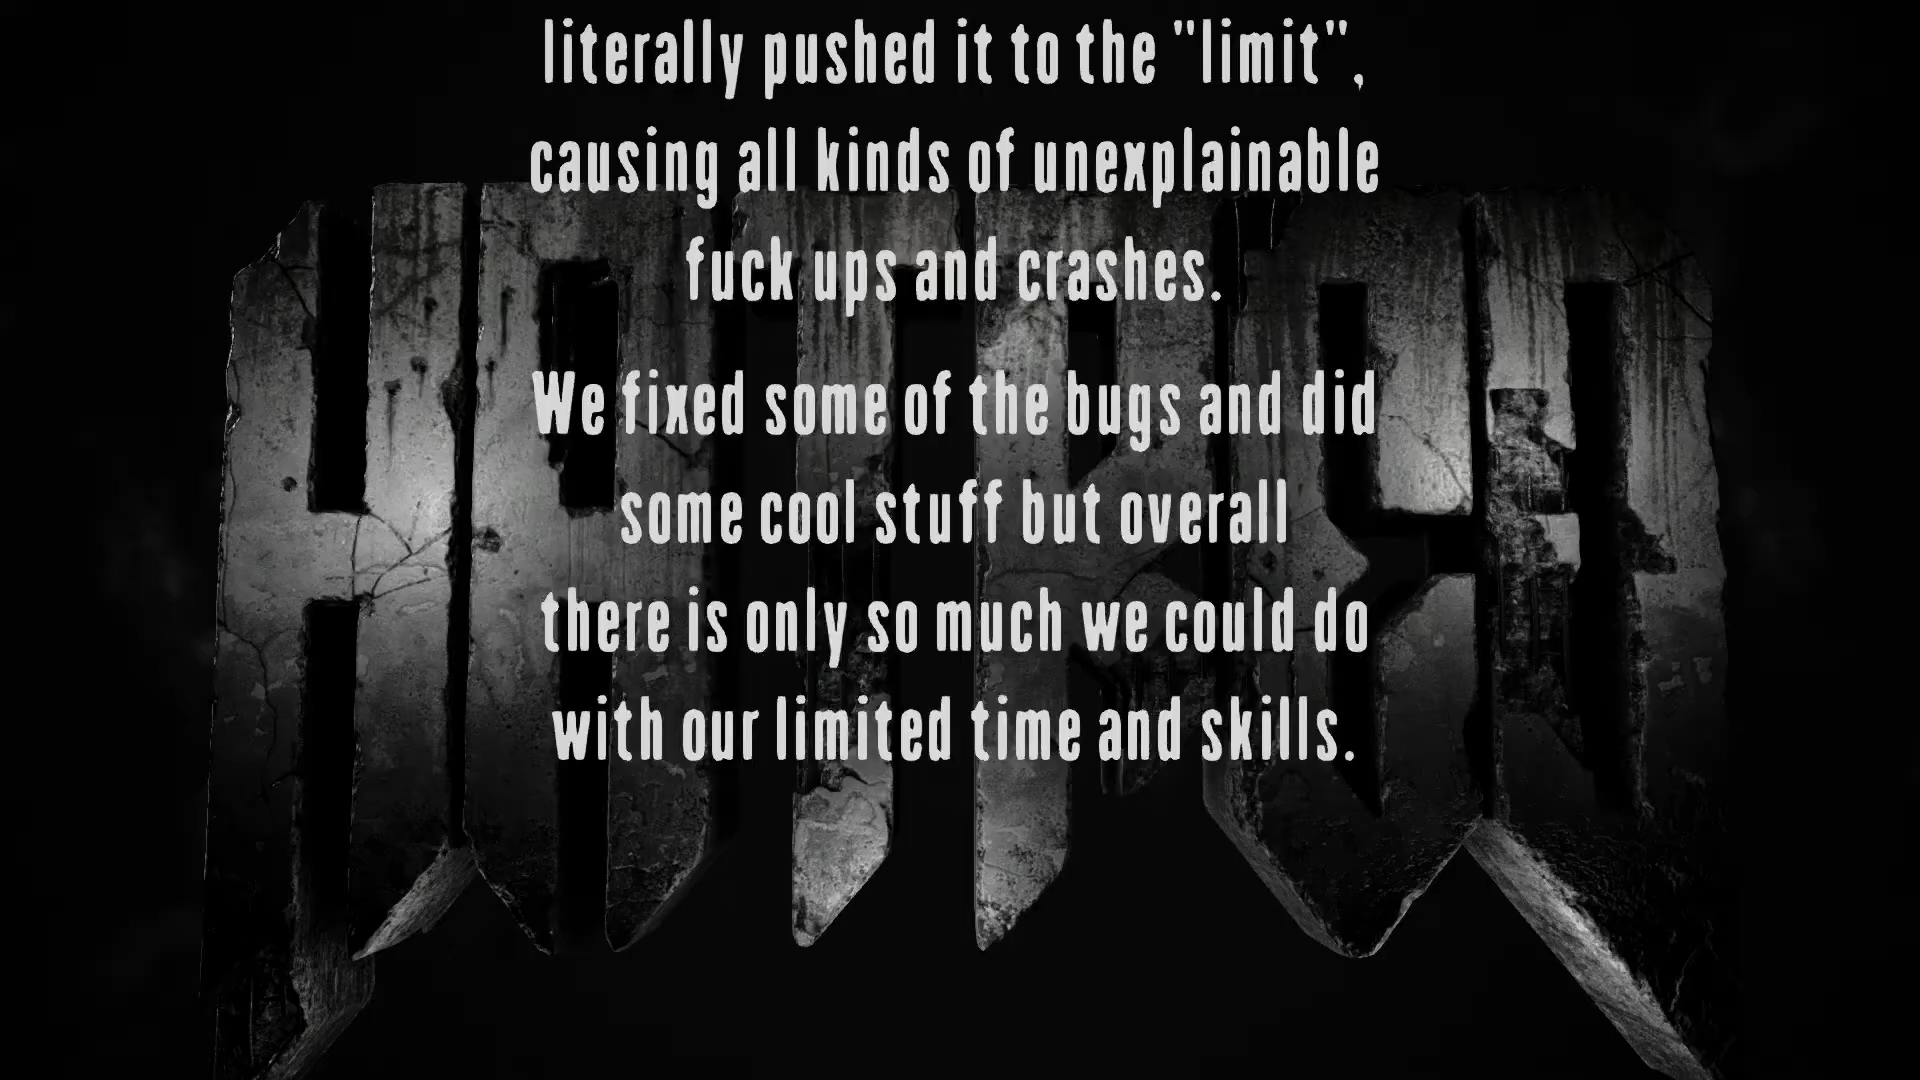 literally pushed it to the "limit",
causing all kinds of unexplainable
fuck ups and crashes.
We fixed some of the bugs and did
some cool stuff but overall
there is only so much we could do
with our limited time and skills.
HATRED